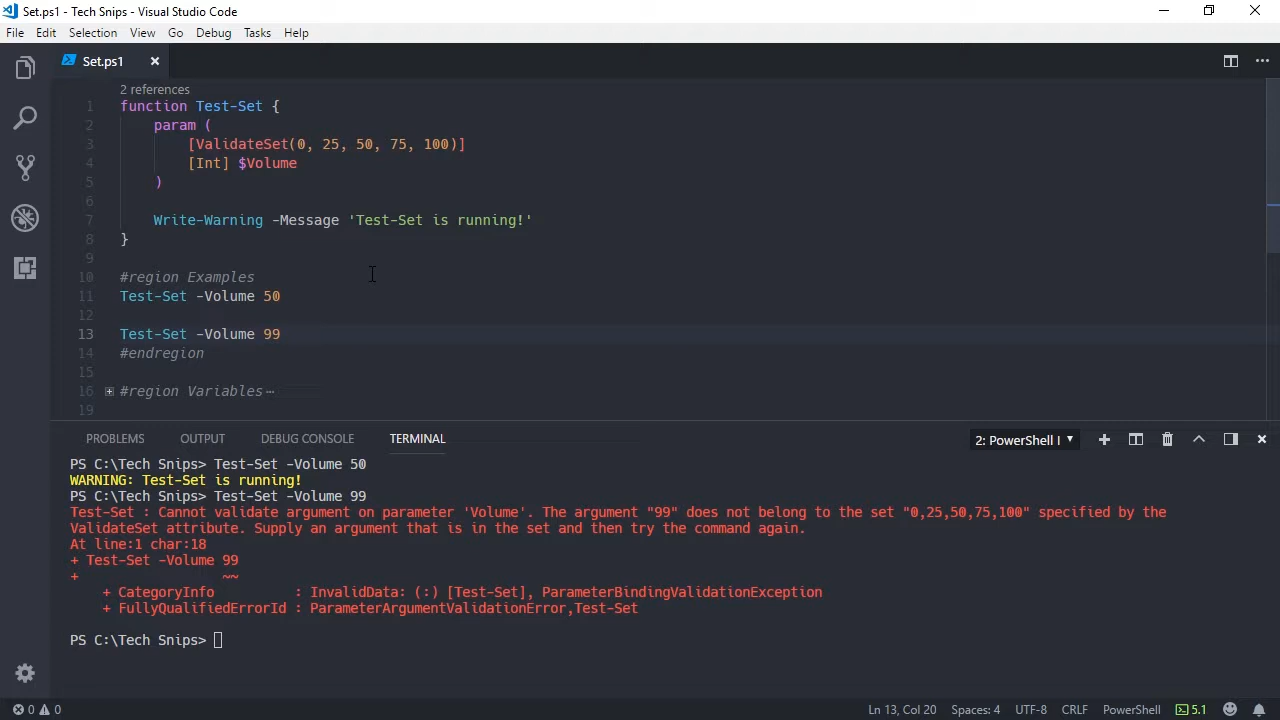 Set.ps1 - Tech Snips - Visual Studio Code
File Edit Selection View Go Debug Tasks Help
Set.ps1
2 references
1 function Test-Set {
2 param (
3 [ValidateSet(0, 25, 50, 75, 100)]
4 [Int] $Volume
5 )
6
7 Write-Warning -Message 'Test-Set is running!'
8 }
9
10 #region Examples
11 Test-Set -Volume 50
12
13 Test-Set -Volume 99
14 #endregion
15
16 #region Variables
19
PROBLEMS OUTPUT DEBUG CONSOLE TERMINAL 2: PowerShell I
PS C:\Tech Snips> Test-Set -Volume 50
WARNING: Test-Set is running!
PS C:\Tech Snips> Test-Set -Volume 99
Test-Set : Cannot validate argument on parameter 'Volume'. The argument "99" does not belong to the set "0,25,50,75,100" specified by the
ValidateSet attribute. Supply an argument that is in the set and then try the command again.
At line:1 char:18
+ Test-Set -Volume 99
+ ~~
+ CategoryInfo : InvalidData: (:) [Test-Set], ParameterBindingValidationException
+ FullyQualifiedErrorId : ParameterArgumentValidationError,Test-Set
PS C:\Tech Snips>
0 0 Ln 13, Col 20 Spaces: 4 UTF-8 CRLF PowerShell 5.1